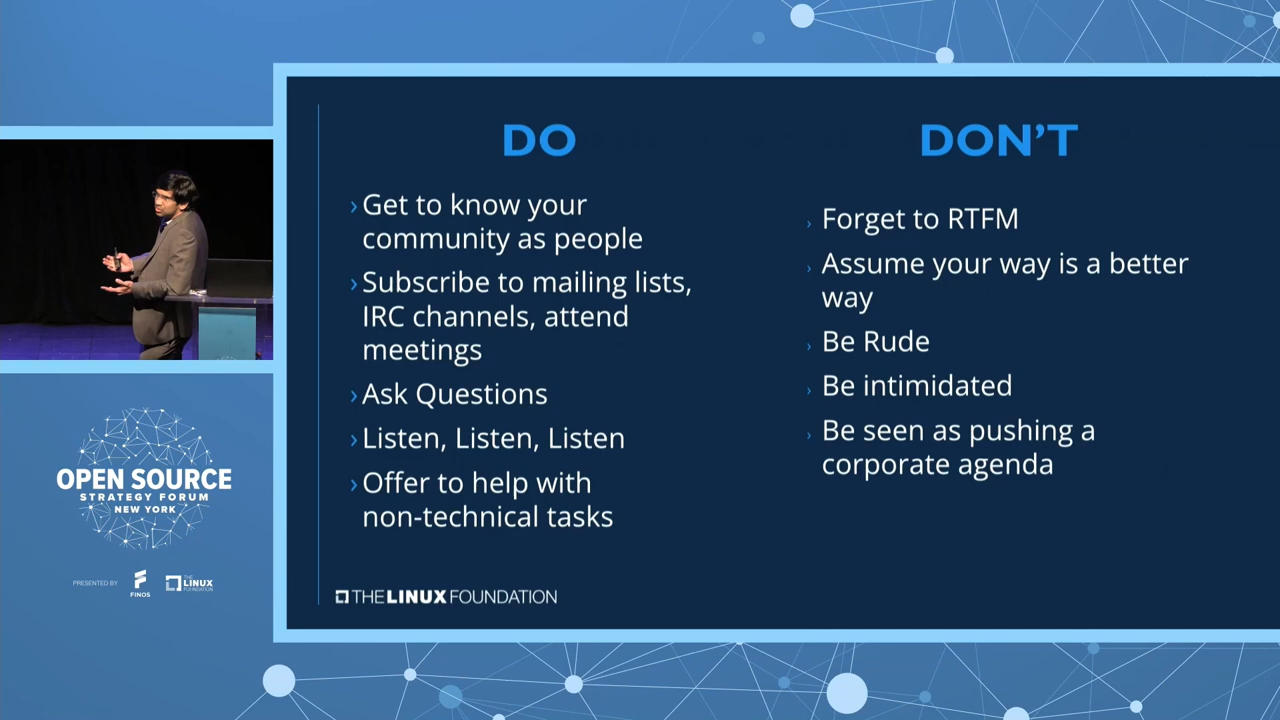 DO
Get to know your
community as people
Subscribe to mailing lists,
IRC channels, attend
meetings
Ask Questions
Listen, Listen, Listen
Offer to help with
non-technical tasks
DON’T
Forget to RTFM
Assume your way is a better
way
Be Rude
Be intimidated
Be seen as pushing a
corporate agenda
THE LINUX FOUNDATION
OPEN SOURCE
STRATEGY FORUM
NEW YORK
PRESENTED BY
FINOS
THE
LINUX
FOUNDATION